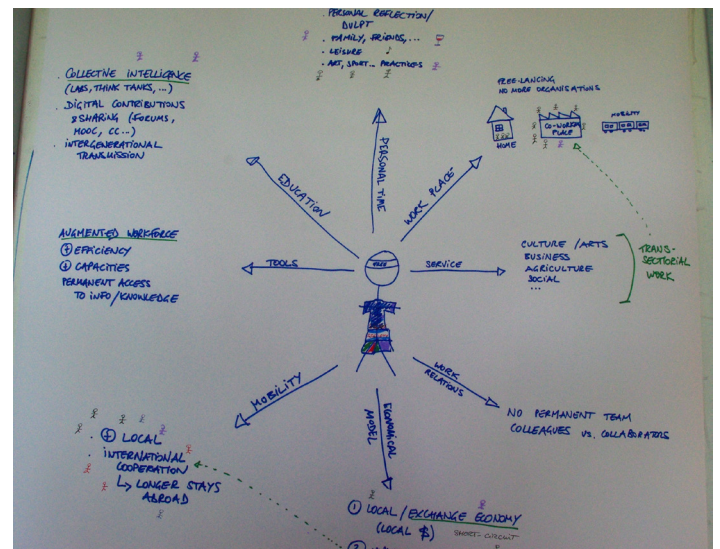 . PERSONAL REFLECTION/
. FAMILY, FRIENDS,...
. LEISURE
. ART, SPORT... PRACTICES
. COLLECTIVE INTELLIGENCE
(LABS, THINK TANKS, ...)
. DIGITAL CONTRIBUTIONS
& SHARING (FORUMS,
MOOC, CC...)
. INTERGENERATIONAL
TRANSMISSION
FREE-LANCING
NO MORE ORGANISATIONS
HOME
CO-WORKING
PLACE
MOBILITY
EDUCATION
PERSONAL TIME
WORK PLACE
AUGMENTED WORKFORCE
+ EFFICIENCY
CAPACITIES
PERMANENT ACCESS
TO INFO/KNOWLEDGE
TOOLS
SERVICE
CULTURE / ARTS
BUSINESS
AGRICULTURE
SOCIAL
...
TRANS-
SECTORIAL
WORK
MOBILITY
ECONOMICAL
MODEL
WORK
RELATIONS
NO PERMANENT TEAM
COLLEAGUES vs. COLLABORATORS
. + LOCAL
. INTERNATIONAL
COOPERATION
↳ LONGER STAYS
ABROAD
① LOCAL / EXCHANGE ECONOMY
(LOCAL $) SHORT-CIRCUIT
②